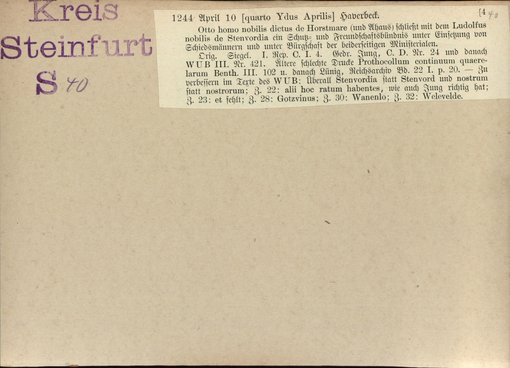 Kreis
Steinfurt
S 40
[4
40
1244 April 10 [quarto Ydus Aprilis] Haverbeck.
Otto homo nobilis dictus de Horstmare (und Ahaus) schließt mit dem Ludolfus
nobilis de Stenvordia ein Schutz- und Freundschaftsbündnis unter Einsetzung von
Schiedsmännern und unter Bürgschaft der beiderseitigen Ministerialen.
Orig. Siegel. I. Rep. C. I. 4. Gedr. Jung, C. D. Nr. 24 und danach
WUB III. Nr. 421. Ältere schlechte Drucke Prothocollum continuum quaere-
larum Benth. III. 102 u. danach Lünig, Reichsarchiv Bd. 22 I. p. 20. — Zu
verbessern im Texte des WUB: Überall Stenvordia statt Stenvord und nostrum
statt nostrorum; Z. 22: alii hoc ratum habentes, wie auch Jung richtig hat;
Z. 23: et fehlt; Z. 28: Gotzvinus; Z. 30: Wanenlo; Z. 32: Welevelde.